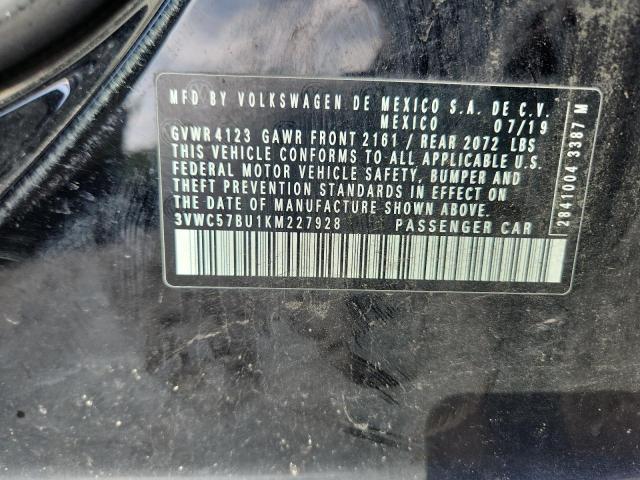 MFD BY VOLKSWAGEN DE MEXICO S.A. DE C.V.
MEXICO 07/19
GVWR 4123 GAWR FRONT 2161 / REAR 2072 LBS
THIS VEHICLE CONFORMS TO ALL APPLICABLE U.S.
FEDERAL MOTOR VEHICLE SAFETY, BUMPER AND
THEFT PREVENTION STANDARDS IN EFFECT ON
THE DATE OF MANUFACTURE SHOWN ABOVE.
3VWC57BU1KM227928 PASSENGER CAR
2841004 3387 M